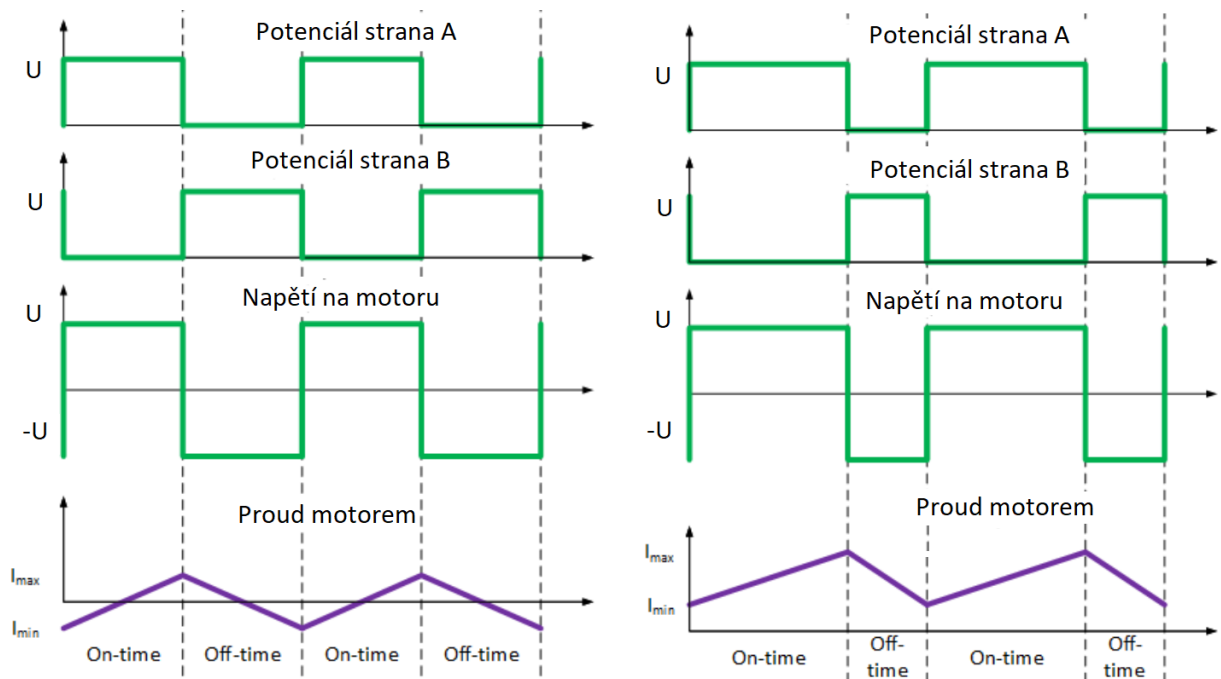 Potenciál strana A
U
Potenciál strana B
U
Napětí na motoru
U
-U
Proud motorem
Imax
Imin
On-time Off-time On-time Off-time
Potenciál strana A
U
Potenciál strana B
U
Napětí na motoru
U
-U
Proud motorem
Imax
Imin
On-time Off-time On-time Off-time